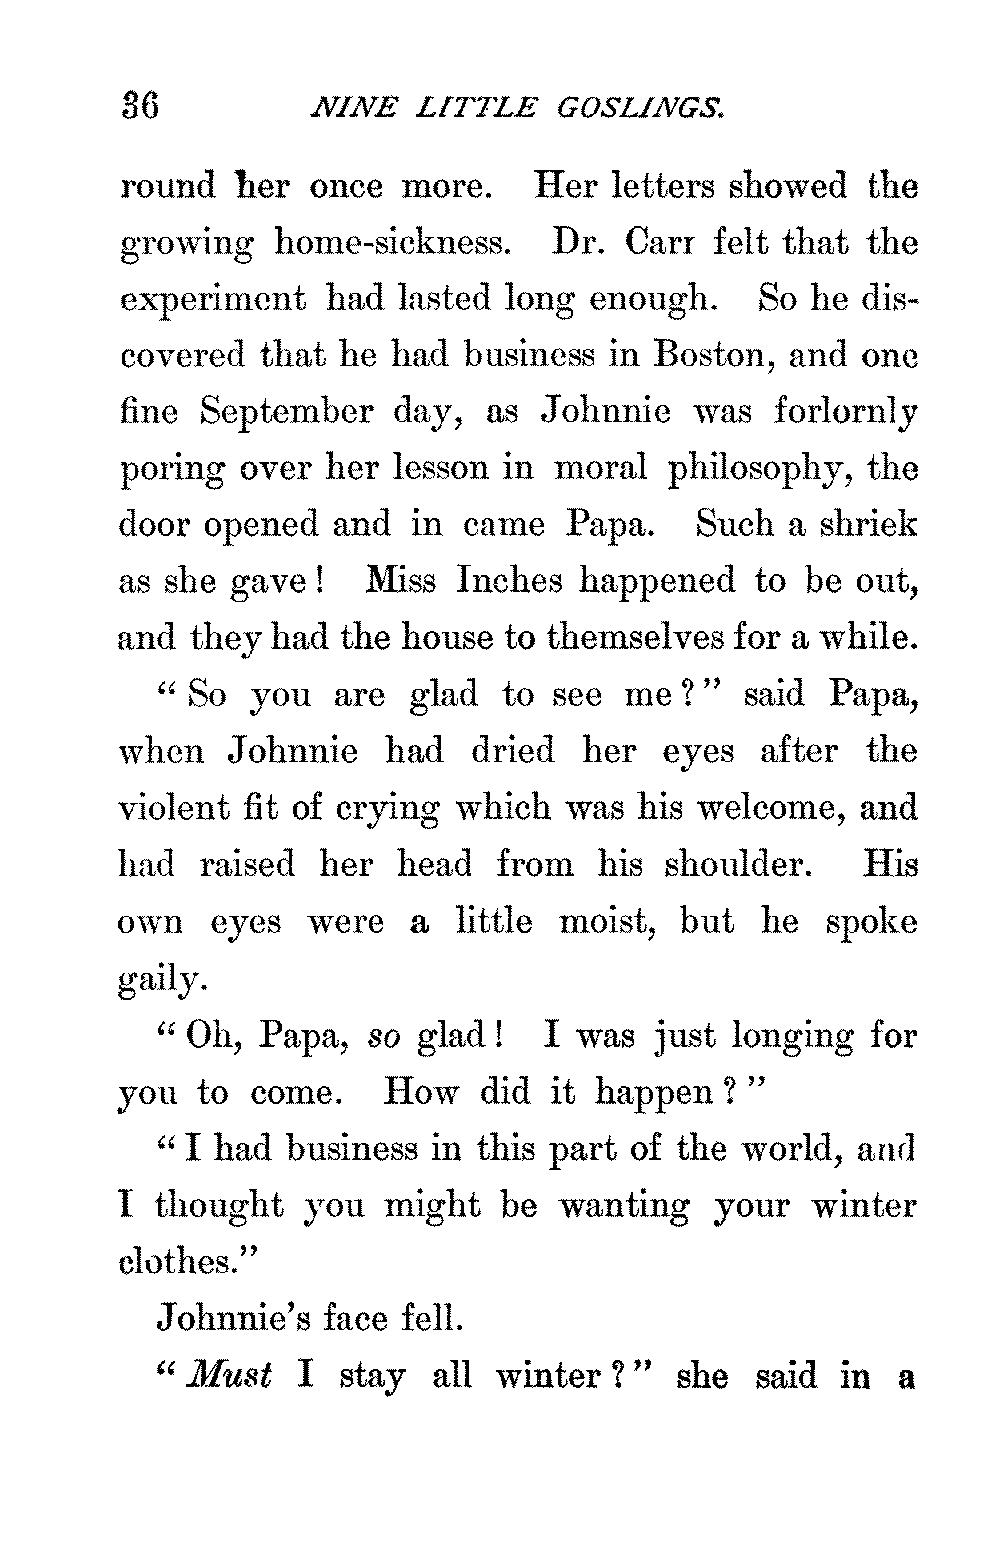 36 NINE LITTLE GOSLINGS.
round her once more. Her letters showed the
growing home-sickness. Dr. Carr felt that the
experiment had lasted long enough. So he dis-
covered that he had business in Boston, and one
fine September day, as Johnnie was forlornly
poring over her lesson in moral philosophy, the
door opened and in came Papa. Such a shriek
as she gave! Miss Inches happened to be out,
and they had the house to themselves for a while.
"So you are glad to see me?" said Papa,
when Johnnie had dried her eyes after the
violent fit of crying which was his welcome, and
had raised her head from his shoulder. His
own eyes were a little moist, but he spoke
gaily.
"Oh, Papa, so glad! I was just longing for
you to come. How did it happen?"
"I had business in this part of the world, and
I thought you might be wanting your winter
clothes."
Johnnie's face fell.
"Must I stay all winter?" she said in a